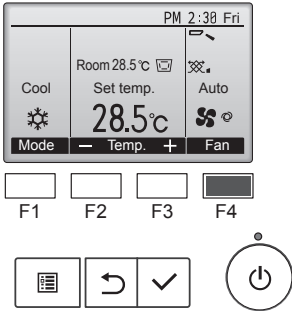 PM 2:30 Fri
Room 28.5℃
Cool Set temp. Auto
28.5℃
Mode − Temp. + Fan
F1 F2 F3 F4